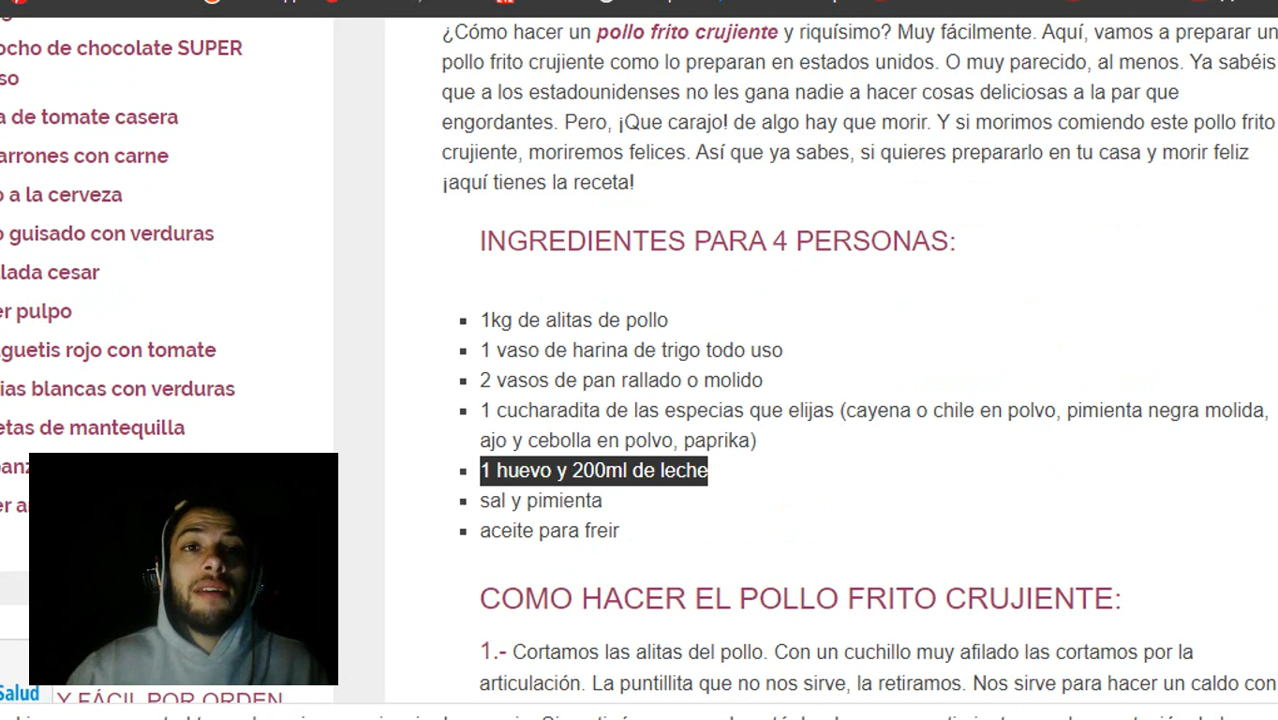 ocho de chocolate SUPER
so
a de tomate casera
arrones con carne
o a la cerveza
o guisado con verduras
lada cesar
er pulpo
guetis rojo con tomate
ias blancas con verduras
etas de mantequilla
panz
er ar
Salud
Y FÁCIL POR ORDEN
¿Cómo hacer un pollo frito crujiente y riquísimo? Muy fácilmente. Aquí, vamos a preparar un
pollo frito crujiente como lo preparan en estados unidos. O muy parecido, al menos. Ya sabéis
que a los estadounidenses no les gana nadie a hacer cosas deliciosas a la par que
engordantes. Pero, ¡Que carajo! de algo hay que morir. Y si morimos comiendo este pollo frito
crujiente, moriremos felices. Así que ya sabes, si quieres prepararlo en tu casa y morir feliz
¡aquí tienes la receta!
INGREDIENTES PARA 4 PERSONAS:
1kg de alitas de pollo
1 vaso de harina de trigo todo uso
2 vasos de pan rallado o molido
1 cucharadita de las especias que elijas (cayena o chile en polvo, pimienta negra molida,
ajo y cebolla en polvo, paprika)
1 huevo y 200ml de leche
sal y pimienta
aceite para freir
COMO HACER EL POLLO FRITO CRUJIENTE:
1.- Cortamos las alitas del pollo. Con un cuchillo muy afilado las cortamos por la
articulación. La puntillita que no nos sirve, la retiramos. Nos sirve para hacer un caldo con